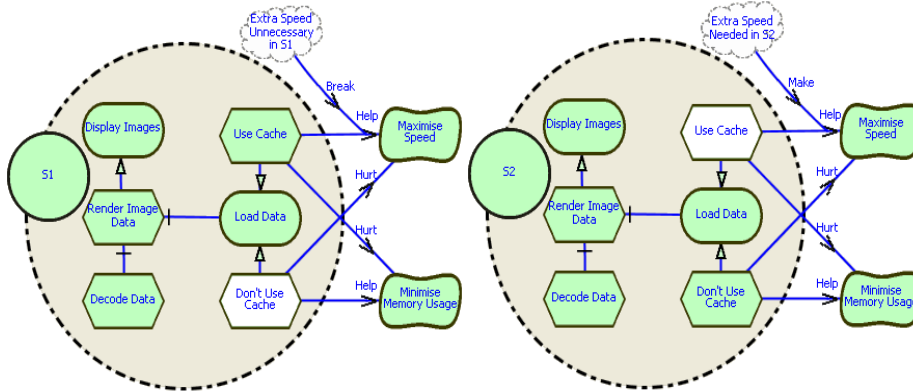 Extra Speed
Unnecessary
in S1
Break
Help
Display Images
Use Cache
Maximise
Speed
S1
Hurt
Render Image
Data
Load Data
Hurt
Decode Data
Don't Use
Cache
Help
Minimise
Memory Usage
Extra Speed
Needed in S2
Make
Help
Display Images
Use Cache
Maximise
Speed
S2
Hurt
Render Image
Data
Load Data
Hurt
Decode Data
Don't Use
Cache
Help
Minimise
Memory Usage